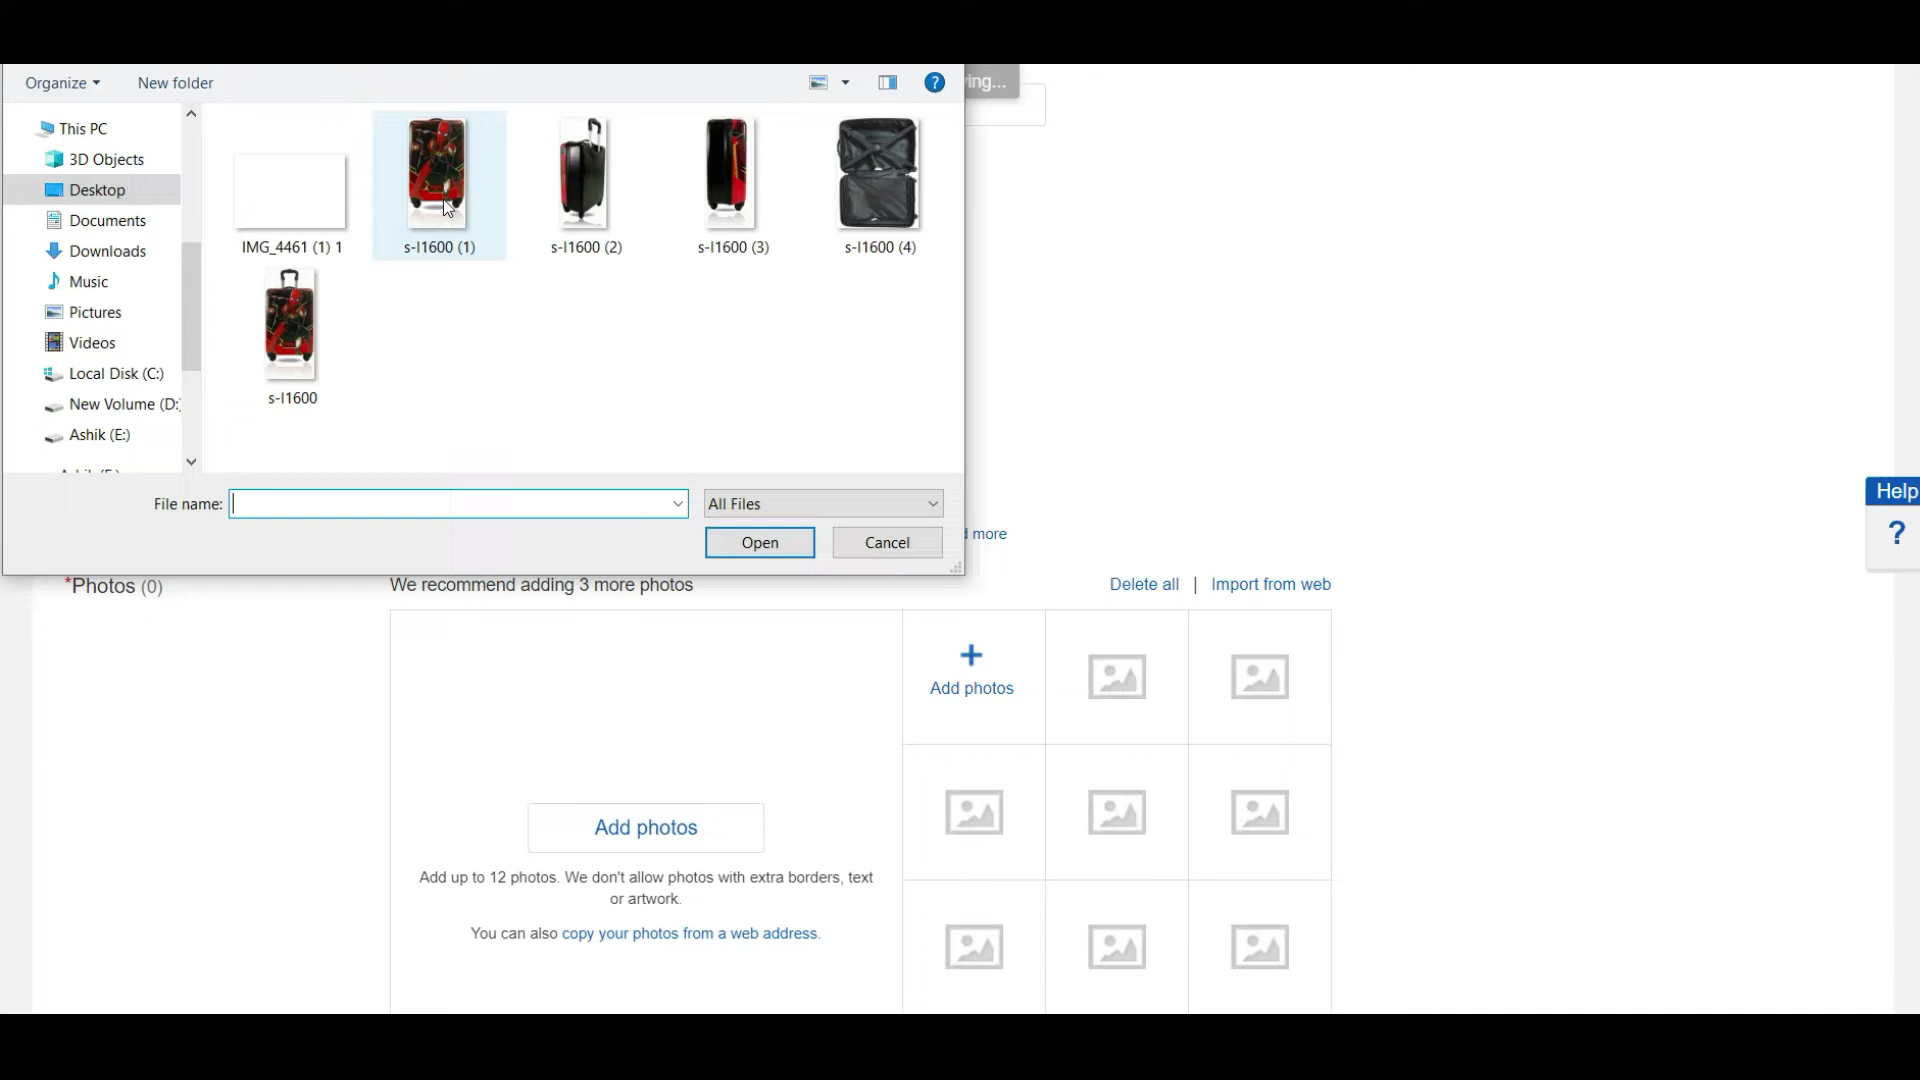 Organize
New folder
ing...
This PC
3D Objects
Desktop
Documents
Downloads
Music
Pictures
Videos
Local Disk (C:)
New Volume (D:
Ashik (E:)
IMG_4461 (1) 1
s-l1600 (1)
s-l1600 (2)
s-l1600 (3)
s-l1600 (4)
s-l1600
File name:
All Files
Open
Cancel
more
Help
?
*Photos (0)
We recommend adding 3 more photos
Delete all | Import from web
Add photos
Add photos
Add up to 12 photos. We don't allow photos with extra borders, text
or artwork.
You can also copy your photos from a web address.